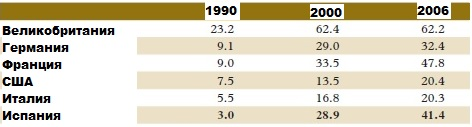 1990 2000 2006
Великобритания 23.2 62.4 62.2
Германия 9.1 29.0 32.4
Франция 9.0 33.5 47.8
США 7.5 13.5 20.4
Италия 5.5 16.8 20.3
Испания 3.0 28.9 41.4